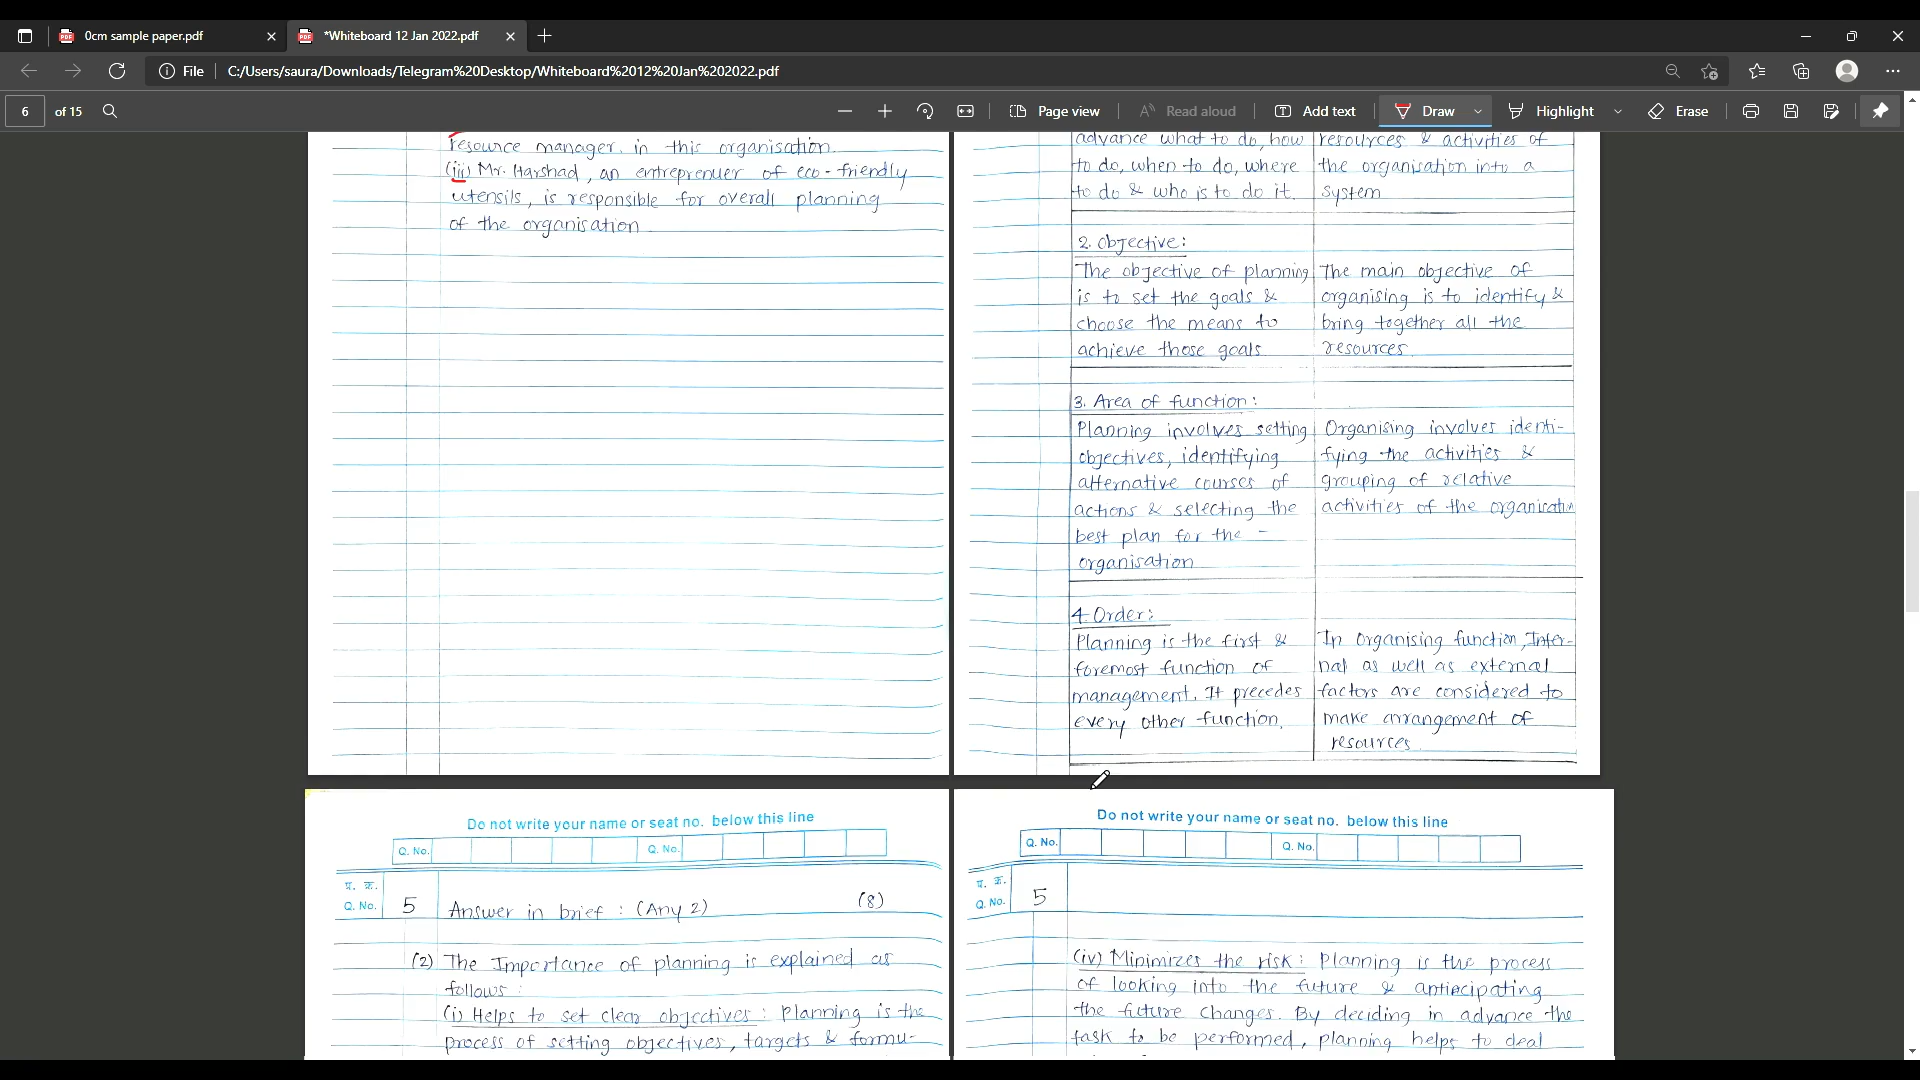 0cm sample paper.pdf
*Whiteboard 12 Jan 2022.pdf
File
C:/Users/saura/Downloads/Telegram%20Desktop/Whiteboard%2012%20Jan%202022.pdf
6 of 15
Page view
Read aloud
Add text
Draw
Highlight
Erase
resource manager. in this organisation.
(iii) Mr. Harshad, an entreprenuer of eco-friendly
utensils, is responsible for overall planning
of the organisation
advance what to do, how
to do, when to do, where
to do & who is to do it.
resources & activities of
the organisation into a
system
2. Objective:
The objective of planning
is to set the goals &
choose the means to
achieve those goals
The main objective of
organising is to identify &
bring together all the
resources.
3. Area of function:
Planning involves setting
objectives, identifying
alternative courses of
actions & selecting the
best plan for the -
organisation
Organising involves identi-
fying the activities &
grouping of relative
activities of the organisation
4. Order:
Planning is the first &
foremost function of
management. It precedes
every other function.
In organising function, Inter-
nal as well as external
factors are considered to
make arrangement of
resources.
Do not write your name or seat no. below this line
Q. No.
Q. No.
प्र. क्र.
Q. No.
5
Answer in brief : (Any 2) (8)
(2) The Importance of planning is explained as
follows :
(i) Helps to set clear objectives : Planning is the
process of setting objectives, targets & formu-
Do not write your name or seat no. below this line
Q. No.
Q. No.
प्र. क्र.
Q. No.
5
(iv) Minimizes the risk : Planning is the process
of looking into the future & antiecipating
the future changes. By deciding in advance the
task to be performed, planning helps to deal